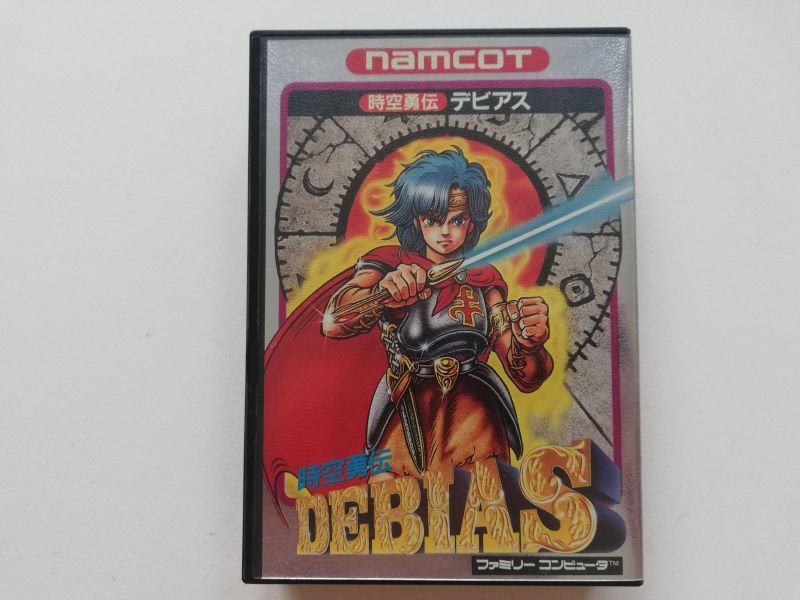 namcot
時空勇伝 デビアス
時空勇伝
DEBIAS
ファミリー コンピュータ™